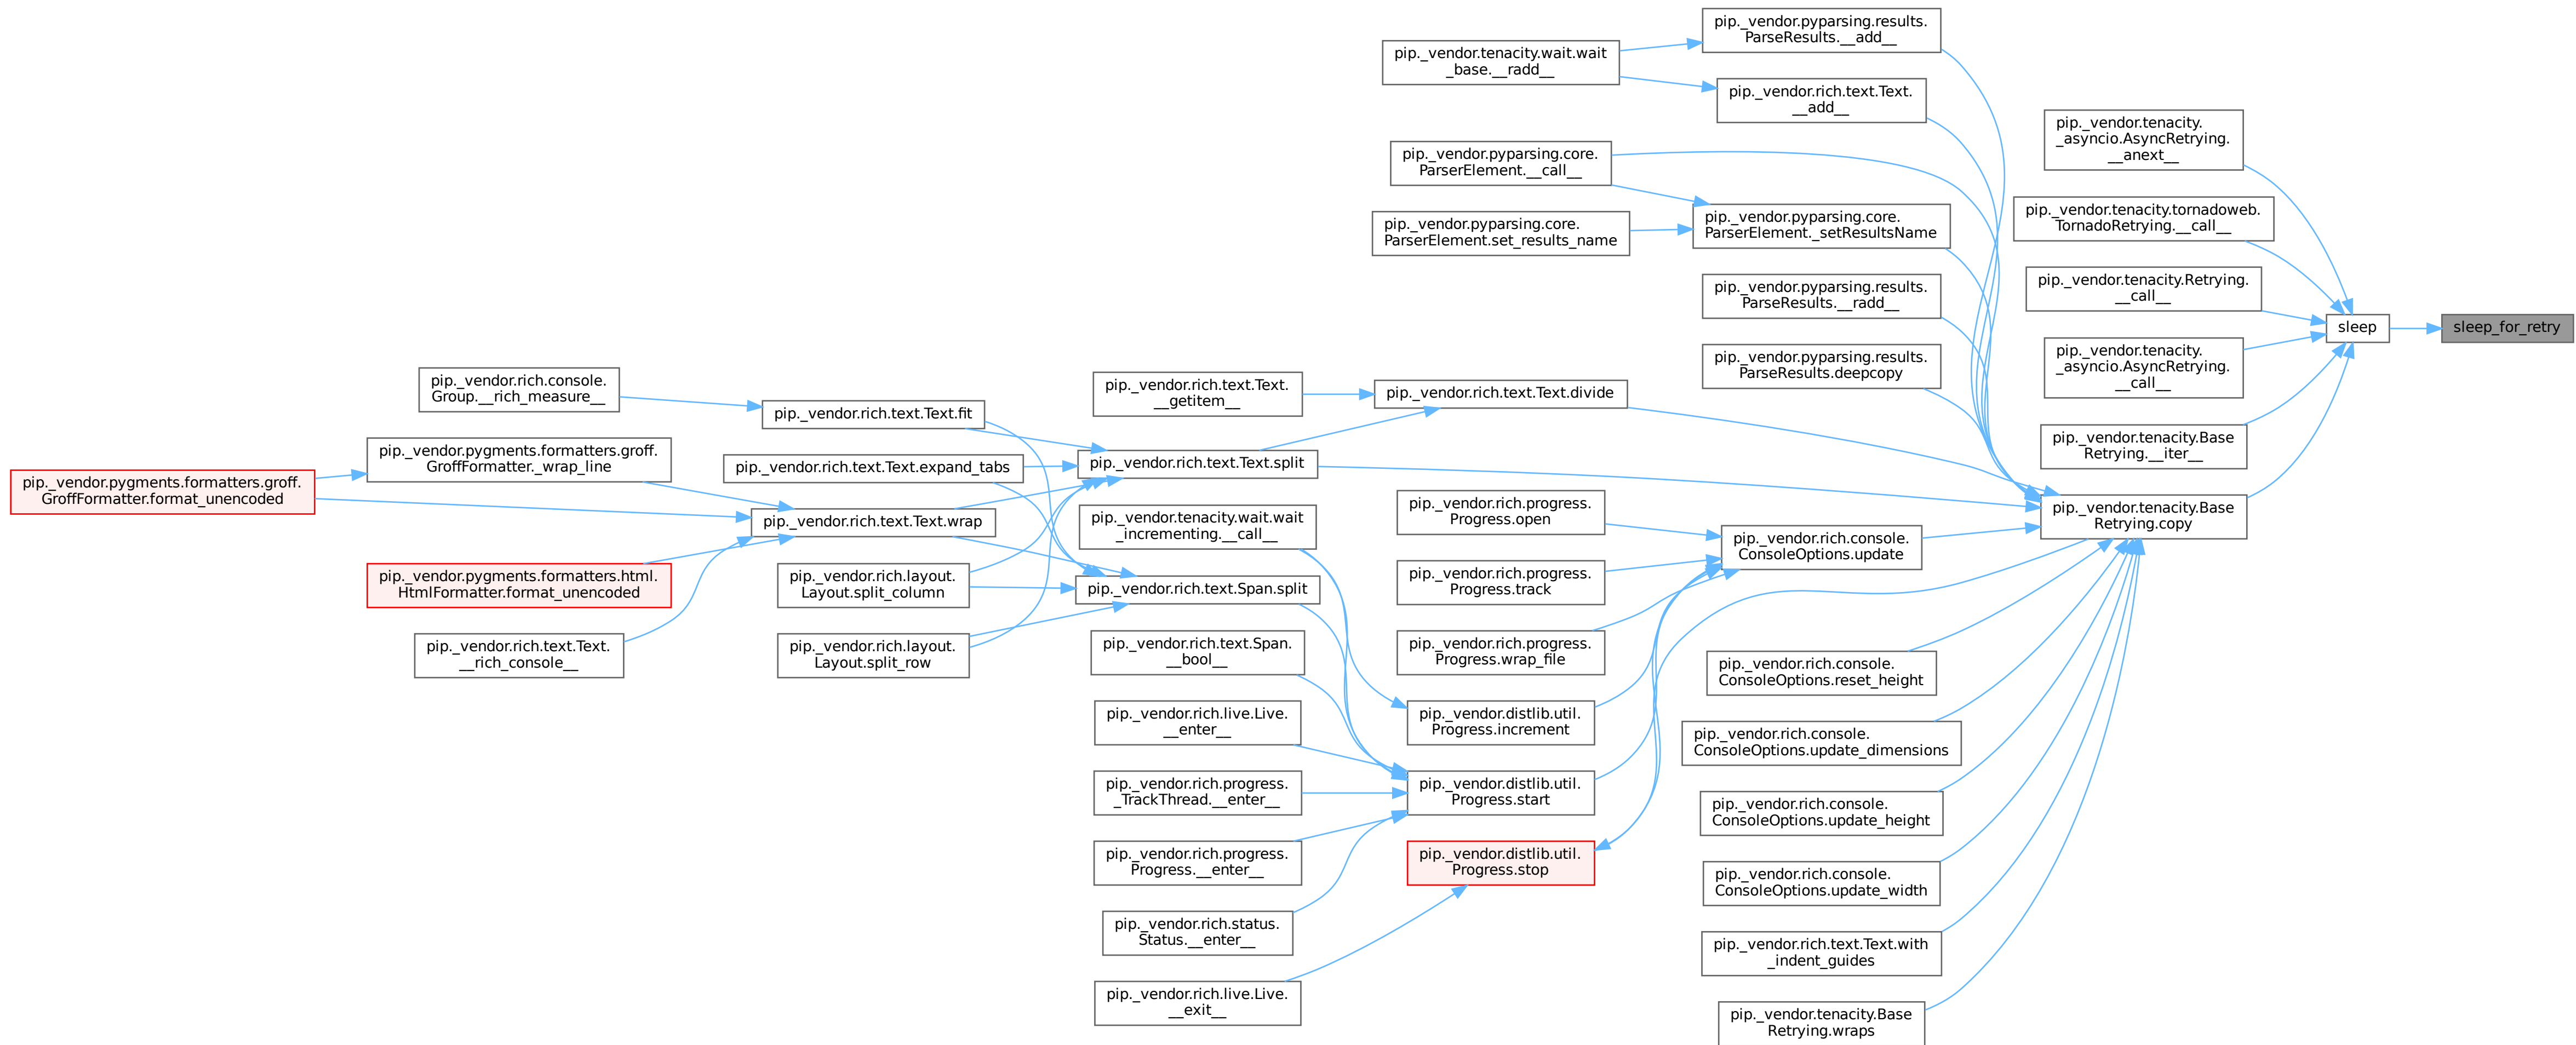 pip._vendor.pyparsing.results.
ParseResults.__add__
pip._vendor.tenacity.wait.wait
_base.__radd__
pip._vendor.rich.text.Text.
__add__
pip._vendor.tenacity.
_asyncio.AsyncRetrying.
__anext__
pip._vendor.pyparsing.core.
ParserElement.__call__
pip._vendor.tenacity.tornadoweb.
TornadoRetrying.__call__
pip._vendor.pyparsing.core.
ParserElement._setResultsName
pip._vendor.pyparsing.core.
ParserElement.set_results_name
pip._vendor.tenacity.Retrying.
__call__
pip._vendor.pyparsing.results.
ParseResults.__radd__
sleep
sleep_for_retry
pip._vendor.tenacity.
_asyncio.AsyncRetrying.
__call__
pip._vendor.pyparsing.results.
ParseResults.deepcopy
pip._vendor.rich.console.
Group.__rich_measure__
pip._vendor.rich.text.Text.
__getitem__
pip._vendor.rich.text.Text.divide
pip._vendor.rich.text.Text.fit
pip._vendor.tenacity.Base
Retrying.__iter__
pip._vendor.pygments.formatters.groff.
GroffFormatter._wrap_line
pip._vendor.rich.text.Text.expand_tabs
pip._vendor.rich.text.Text.split
pip._vendor.pygments.formatters.groff.
GroffFormatter.format_unencoded
pip._vendor.rich.progress.
Progress.open
pip._vendor.tenacity.Base
Retrying.copy
pip._vendor.rich.text.Text.wrap
pip._vendor.tenacity.wait.wait
_incrementing.__call__
pip._vendor.rich.console.
ConsoleOptions.update
pip._vendor.pygments.formatters.html.
HtmlFormatter.format_unencoded
pip._vendor.rich.layout.
Layout.split_column
pip._vendor.rich.text.Span.split
pip._vendor.rich.progress.
Progress.track
pip._vendor.rich.text.Text.
__rich_console__
pip._vendor.rich.layout.
Layout.split_row
pip._vendor.rich.text.Span.
__bool__
pip._vendor.rich.progress.
Progress.wrap_file
pip._vendor.rich.console.
ConsoleOptions.reset_height
pip._vendor.rich.live.Live.
__enter__
pip._vendor.distlib.util.
Progress.increment
pip._vendor.rich.console.
ConsoleOptions.update_dimensions
pip._vendor.rich.progress.
_TrackThread.__enter__
pip._vendor.distlib.util.
Progress.start
pip._vendor.rich.console.
ConsoleOptions.update_height
pip._vendor.rich.progress.
Progress.__enter__
pip._vendor.distlib.util.
Progress.stop
pip._vendor.rich.console.
ConsoleOptions.update_width
pip._vendor.rich.status.
Status.__enter__
pip._vendor.rich.text.Text.with
_indent_guides
pip._vendor.rich.live.Live.
__exit__
pip._vendor.tenacity.Base
Retrying.wraps